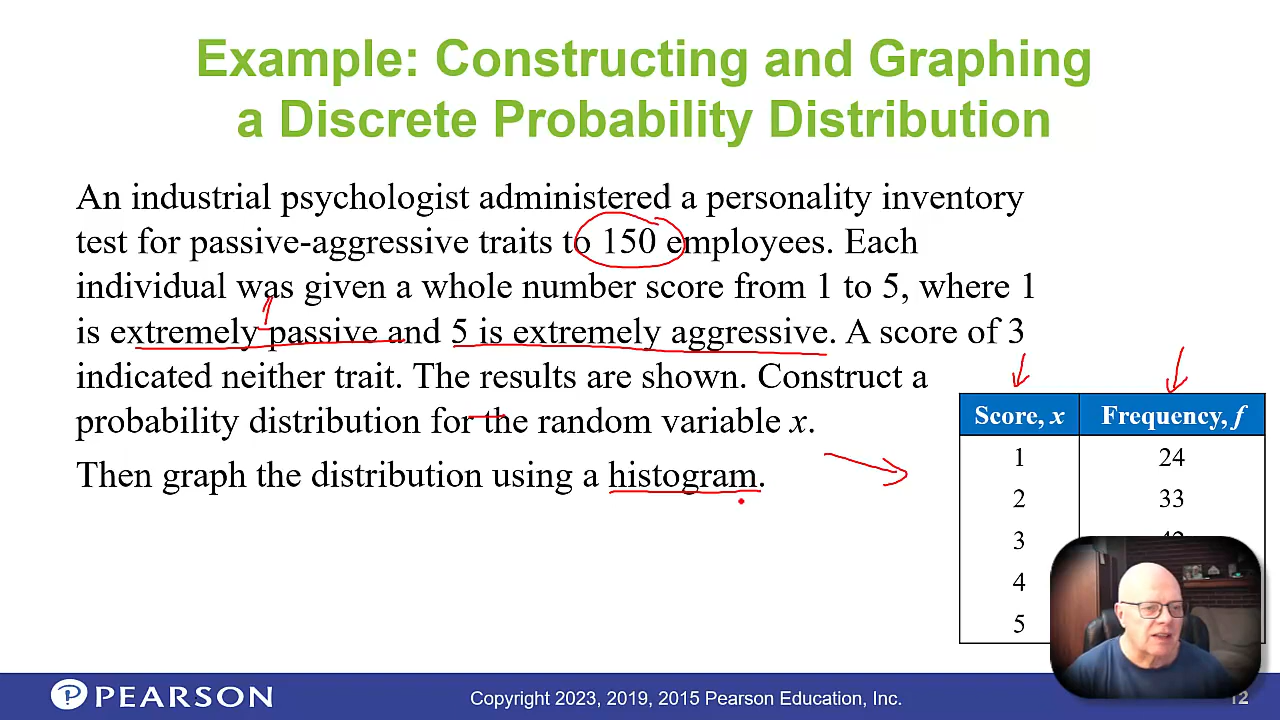 Example: Constructing and Graphing
a Discrete Probability Distribution
An industrial psychologist administered a personality inventory
test for passive-aggressive traits to 150 employees. Each
individual was given a whole number score from 1 to 5, where 1
is extremely passive and 5 is extremely aggressive. A score of 3
indicated neither trait. The results are shown. Construct a
probability distribution for the random variable x.
Then graph the distribution using a histogram.
Score, x Frequency, f
1 24
2 33
3
4
5
PEARSON
Copyright 2023, 2019, 2015 Pearson Education, Inc.
12